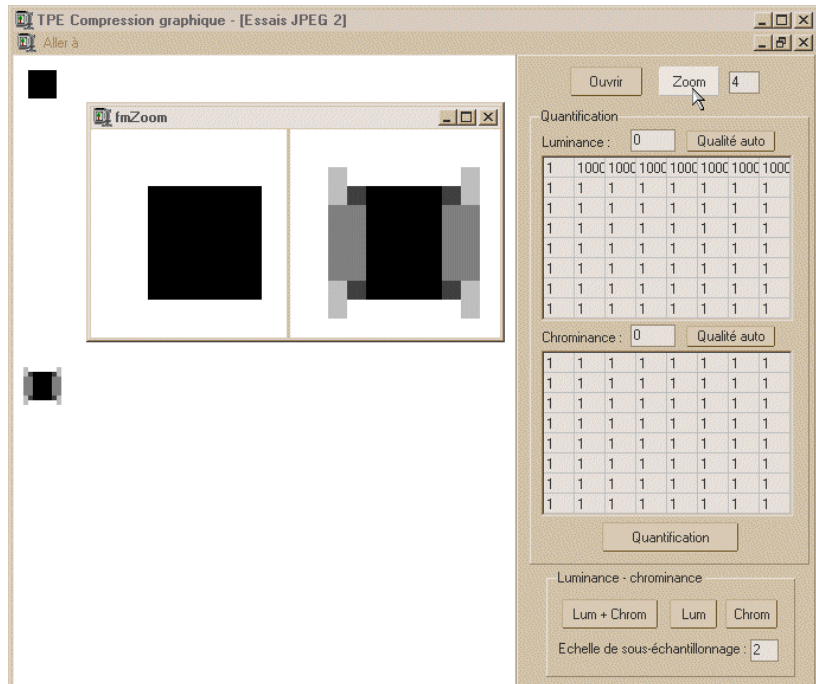 TPE Compression graphique - [Essais JPEG 2]
Aller à
Ouvrir Zoom 4
fmZoom
Quantification
Luminance : 0 Qualité auto
1 1000 1000 1000 1000 1000 1000 1000
1 1 1 1 1 1 1 1
1 1 1 1 1 1 1 1
1 1 1 1 1 1 1 1
1 1 1 1 1 1 1 1
1 1 1 1 1 1 1 1
1 1 1 1 1 1 1 1
1 1 1 1 1 1 1 1
Chrominance : 0 Qualité auto
1 1 1 1 1 1 1 1
1 1 1 1 1 1 1 1
1 1 1 1 1 1 1 1
1 1 1 1 1 1 1 1
1 1 1 1 1 1 1 1
1 1 1 1 1 1 1 1
1 1 1 1 1 1 1 1
1 1 1 1 1 1 1 1
Quantification
Luminance - chrominance
Lum + Chrom Lum Chrom
Echelle de sous-échantillonnage : 2